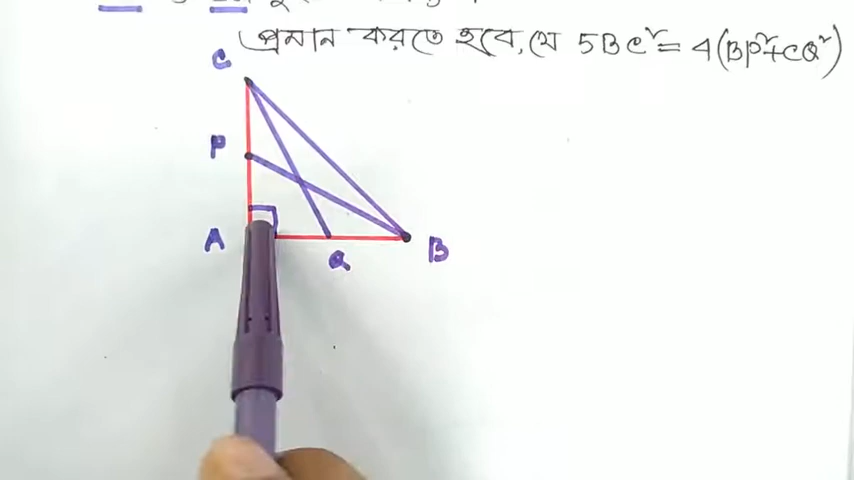 প্রমান করতে হবে, যে 5BC²= 4(BP²+CQ²)
C
P
A
Q
B